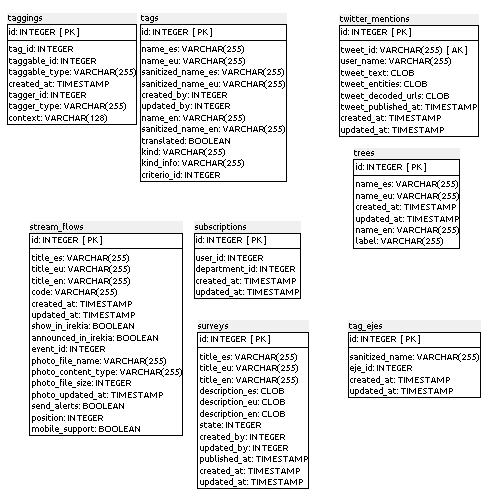 taggings
id: INTEGER [ PK ]
tag_id: INTEGER
taggable_id: INTEGER
taggable_type: VARCHAR(255)
created_at: TIMESTAMP
tagger_id: INTEGER
tagger_type: VARCHAR(255)
context: VARCHAR(128)
tags
id: INTEGER [ PK ]
name_es: VARCHAR(255)
name_eu: VARCHAR(255)
sanitized_name_es: VARCHAR(255)
sanitized_name_eu: VARCHAR(255)
created_by: INTEGER
updated_by: INTEGER
name_en: VARCHAR(255)
sanitized_name_en: VARCHAR(255)
translated: BOOLEAN
kind: VARCHAR(255)
kind_info: VARCHAR(255)
criterio_id: INTEGER
twitter_mentions
id: INTEGER [ PK ]
tweet_id: VARCHAR(255) [ AK ]
user_name: VARCHAR(255)
tweet_text: CLOB
tweet_entities: CLOB
tweet_decoded_urls: CLOB
tweet_published_at: TIMESTAMP
created_at: TIMESTAMP
updated_at: TIMESTAMP
trees
id: INTEGER [ PK ]
name_es: VARCHAR(255)
name_eu: VARCHAR(255)
created_at: TIMESTAMP
updated_at: TIMESTAMP
name_en: VARCHAR(255)
label: VARCHAR(255)
stream_flows
id: INTEGER [ PK ]
title_es: VARCHAR(255)
title_eu: VARCHAR(255)
title_en: VARCHAR(255)
code: VARCHAR(255)
created_at: TIMESTAMP
updated_at: TIMESTAMP
show_in_irekia: BOOLEAN
announced_in_irekia: BOOLEAN
event_id: INTEGER
photo_file_name: VARCHAR(255)
photo_content_type: VARCHAR(255)
photo_file_size: INTEGER
photo_updated_at: TIMESTAMP
send_alerts: BOOLEAN
position: INTEGER
mobile_support: BOOLEAN
subscriptions
id: INTEGER [ PK ]
user_id: INTEGER
department_id: INTEGER
created_at: TIMESTAMP
updated_at: TIMESTAMP
surveys
id: INTEGER [ PK ]
title_es: VARCHAR(255)
title_eu: VARCHAR(255)
title_en: VARCHAR(255)
description_es: CLOB
description_eu: CLOB
description_en: CLOB
state: INTEGER
created_by: INTEGER
updated_by: INTEGER
published_at: TIMESTAMP
created_at: TIMESTAMP
updated_at: TIMESTAMP
tag_ejes
id: INTEGER [ PK ]
sanitized_name: VARCHAR(255)
eje_id: INTEGER
created_at: TIMESTAMP
updated_at: TIMESTAMP